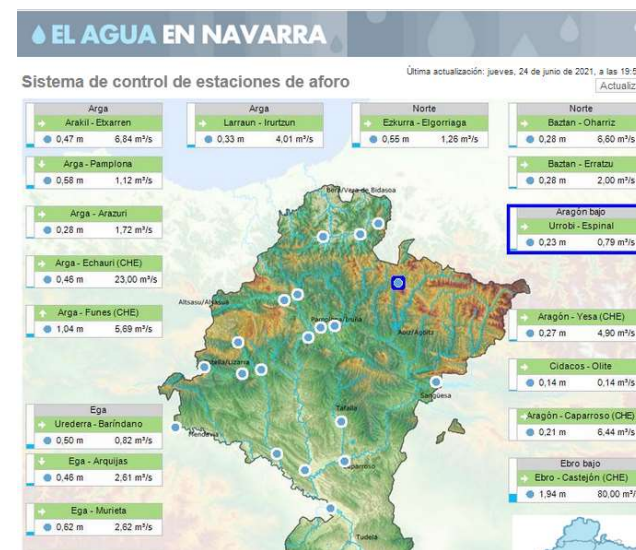 EL AGUA EN NAVARRA
Sistema de control de estaciones de aforo
Última actualización: jueves, 24 de junio de 2021, a las 19:5
Actualiz
Arga
Arakil - Etxarren
0,47 m 6,84 m³/s
Arga - Pamplona
0,58 m 1,12 m³/s
Arga - Arazuri
0,28 m 1,72 m³/s
Arga - Echauri (CHE)
0,46 m 23,00 m³/s
Arga - Funes (CHE)
1,04 m 5,69 m³/s
Ega
Urederra - Baríndano
0,50 m 0,82 m³/s
Ega - Arquijas
0,46 m 2,61 m³/s
Ega - Murieta
0,62 m 2,62 m³/s
Arga
Larraun - Irurtzun
0,33 m 4,01 m³/s
Norte
Ezkurra - Elgorriaga
0,55 m 1,26 m³/s
Norte
Baztan - Oharriz
0,28 m 6,60 m³/s
Baztan - Erratzu
0,28 m 2,00 m³/s
Aragón bajo
Urrobi - Espinal
0,23 m 0,79 m³/s
Aragón - Yesa (CHE)
0,27 m 4,90 m³/s
Cidacos - Olite
0,14 m 0,14 m³/s
Aragón - Caparroso (CHE)
0,21 m 6,44 m³/s
Ebro bajo
Ebro - Castejón (CHE)
1,94 m 80,00 m³/s
Bera/Vera de Bidasoa
Altsasu/Alsasua
Pamplona/Iruña
Aoiz/Agoitz
Estella/Lizarra
Sangüesa
Tafalla
Mendavia
Caparroso
Tudela